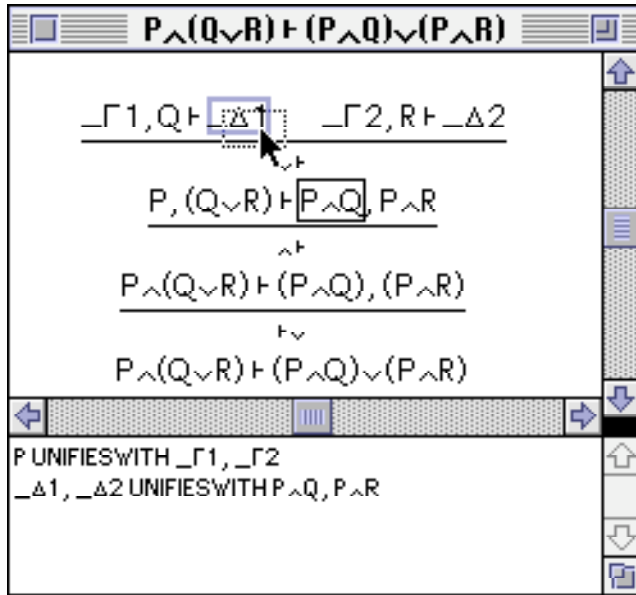 P∧(Q∨R)⊢(P∧Q)∨(P∧R)
_Γ1,Q⊢_Δ1 _Γ2,R⊢_Δ2
∨⊢
P,(Q∨R)⊢P∧Q,P∧R
∧⊢
P∧(Q∨R)⊢(P∧Q),(P∧R)
⊢∨
P∧(Q∨R)⊢(P∧Q)∨(P∧R)
P UNIFIESWITH _Γ1, _Γ2
_Δ1, _Δ2 UNIFIESWITH P∧Q, P∧R